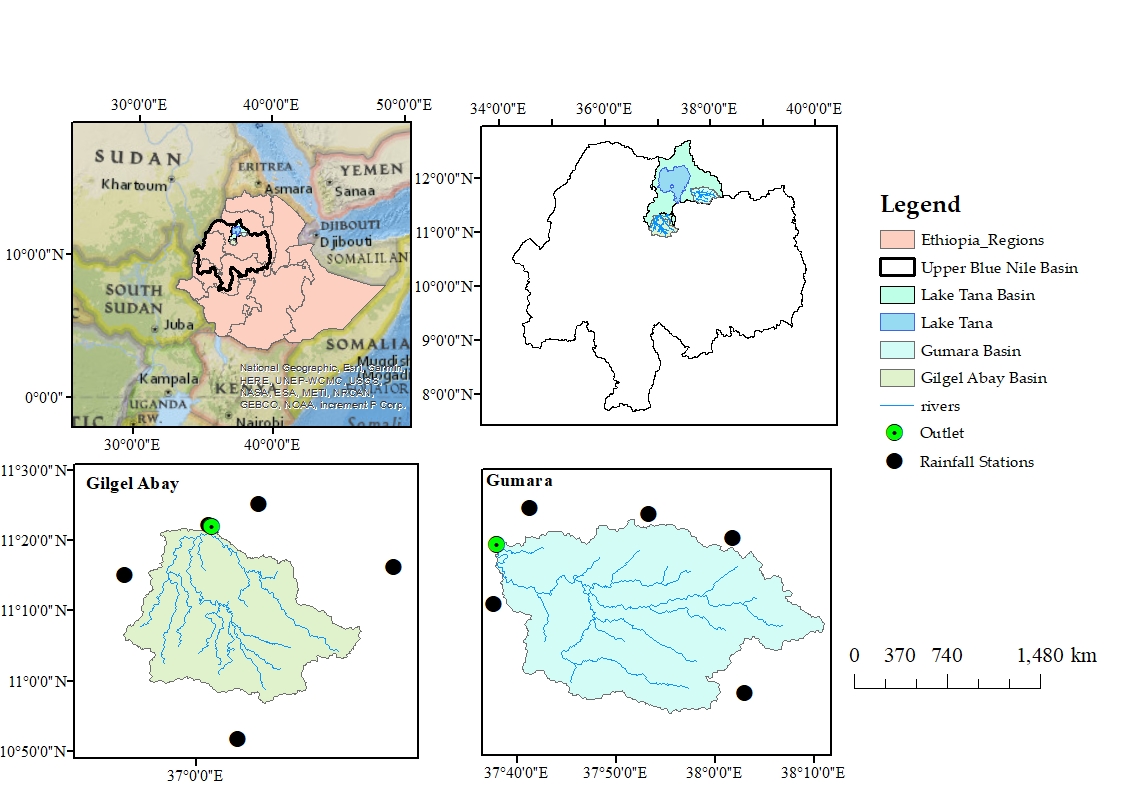 30°0'0"E 40°0'0"E 50°0'0"E
34°0'0"E 36°0'0"E 38°0'0"E 40°0'0"E
SUDAN
Khartoum
ERITREA
Asmara
YEMEN
Sanaa
DJIBOUTI
Djibouti
SOMALILAN
SOUTH
SUDAN
Juba
SOMALIA
Kampala
KENYA
UGANDA
RW.
Nairobi
Somali
National Geographic, Esri, Garmin,
HERE, UNEP-WCMC, USGS,
NASA, ESA, METI, NRCAN,
GEBCO, NOAA, increment P Corp.
10°0'0"N
0°0'0"
30°0'0"E 40°0'0"E
12°0'0"N
11°0'0"N
10°0'0"N
9°0'0"N
8°0'0"N
Legend
Ethiopia_Regions
Upper Blue Nile Basin
Lake Tana Basin
Lake Tana
Gumara Basin
Gilgel Abay Basin
rivers
Outlet
Rainfall Stations
Gilgel Abay
11°30'0"N
11°20'0"N
11°10'0"N
11°0'0"N
10°50'0"N
37°0'0"E
Gumara
37°40'0"E 37°50'0"E 38°0'0"E 38°10'0"E
0 370 740 1,480 km